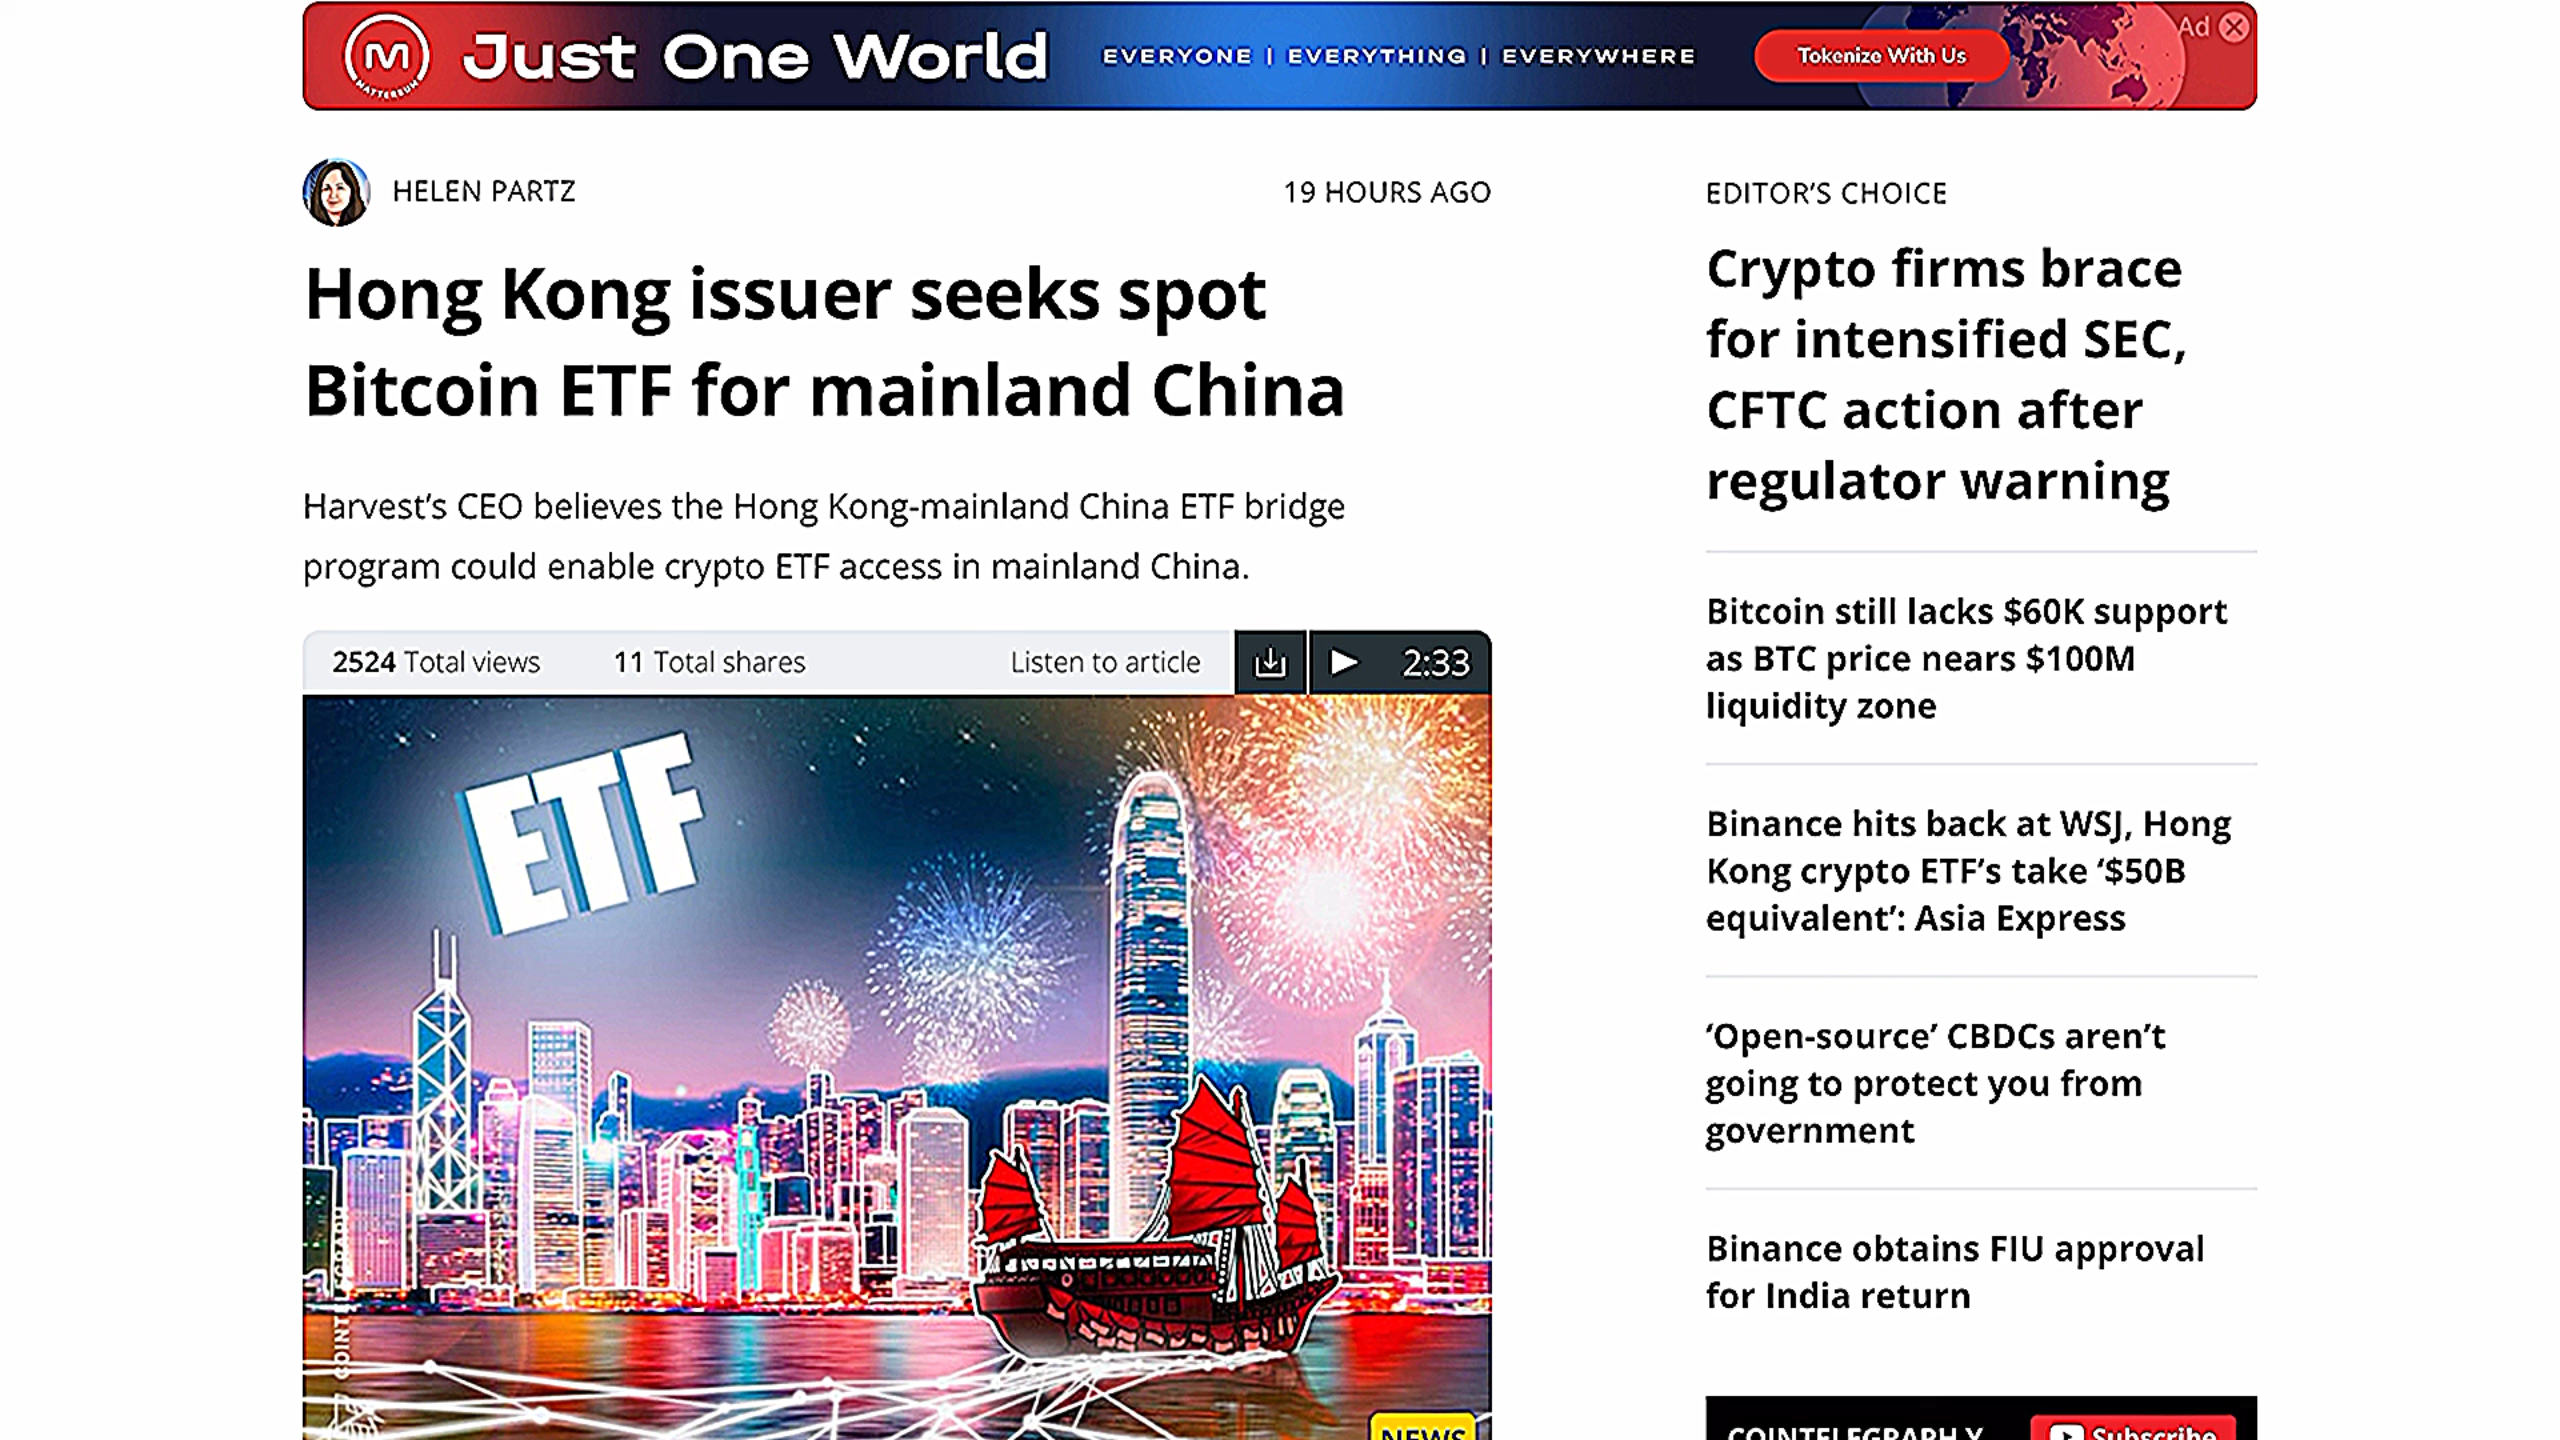 MATTEREUM
Just One World
EVERYONE | EVERYTHING | EVERYWHERE
Tokenize With Us
Ad
HELEN PARTZ
19 HOURS AGO
Hong Kong issuer seeks spot
Bitcoin ETF for mainland China
Harvest’s CEO believes the Hong Kong-mainland China ETF bridge
program could enable crypto ETF access in mainland China.
2524 Total views
11 Total shares
Listen to article
2:33
ETF
NEWS
EDITOR’S CHOICE
Crypto firms brace
for intensified SEC,
CFTC action after
regulator warning
Bitcoin still lacks $60K support
as BTC price nears $100M
liquidity zone
Binance hits back at WSJ, Hong
Kong crypto ETF’s take ‘$50B
equivalent’: Asia Express
‘Open-source’ CBDCs aren’t
going to protect you from
government
Binance obtains FIU approval
for India return
COINTELEGRAPH Y
Subscribe